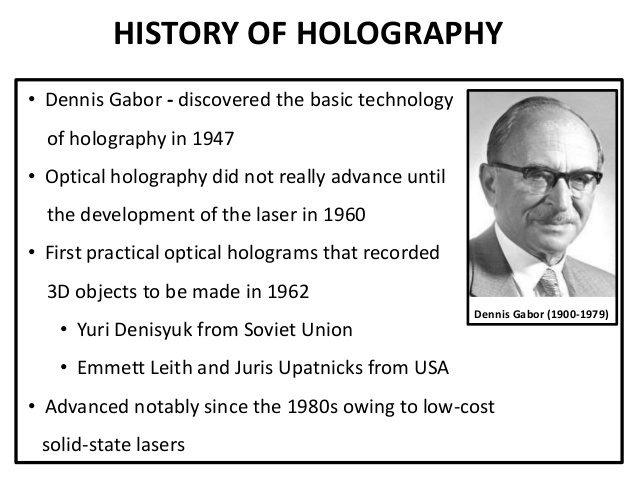 HISTORY OF HOLOGRAPHY
• Dennis Gabor - discovered the basic technology
of holography in 1947
• Optical holography did not really advance until
the development of the laser in 1960
• First practical optical holograms that recorded
3D objects to be made in 1962
• Yuri Denisyuk from Soviet Union
• Emmett Leith and Juris Upatnicks from USA
• Advanced notably since the 1980s owing to low-cost
solid-state lasers
Dennis Gabor (1900-1979)